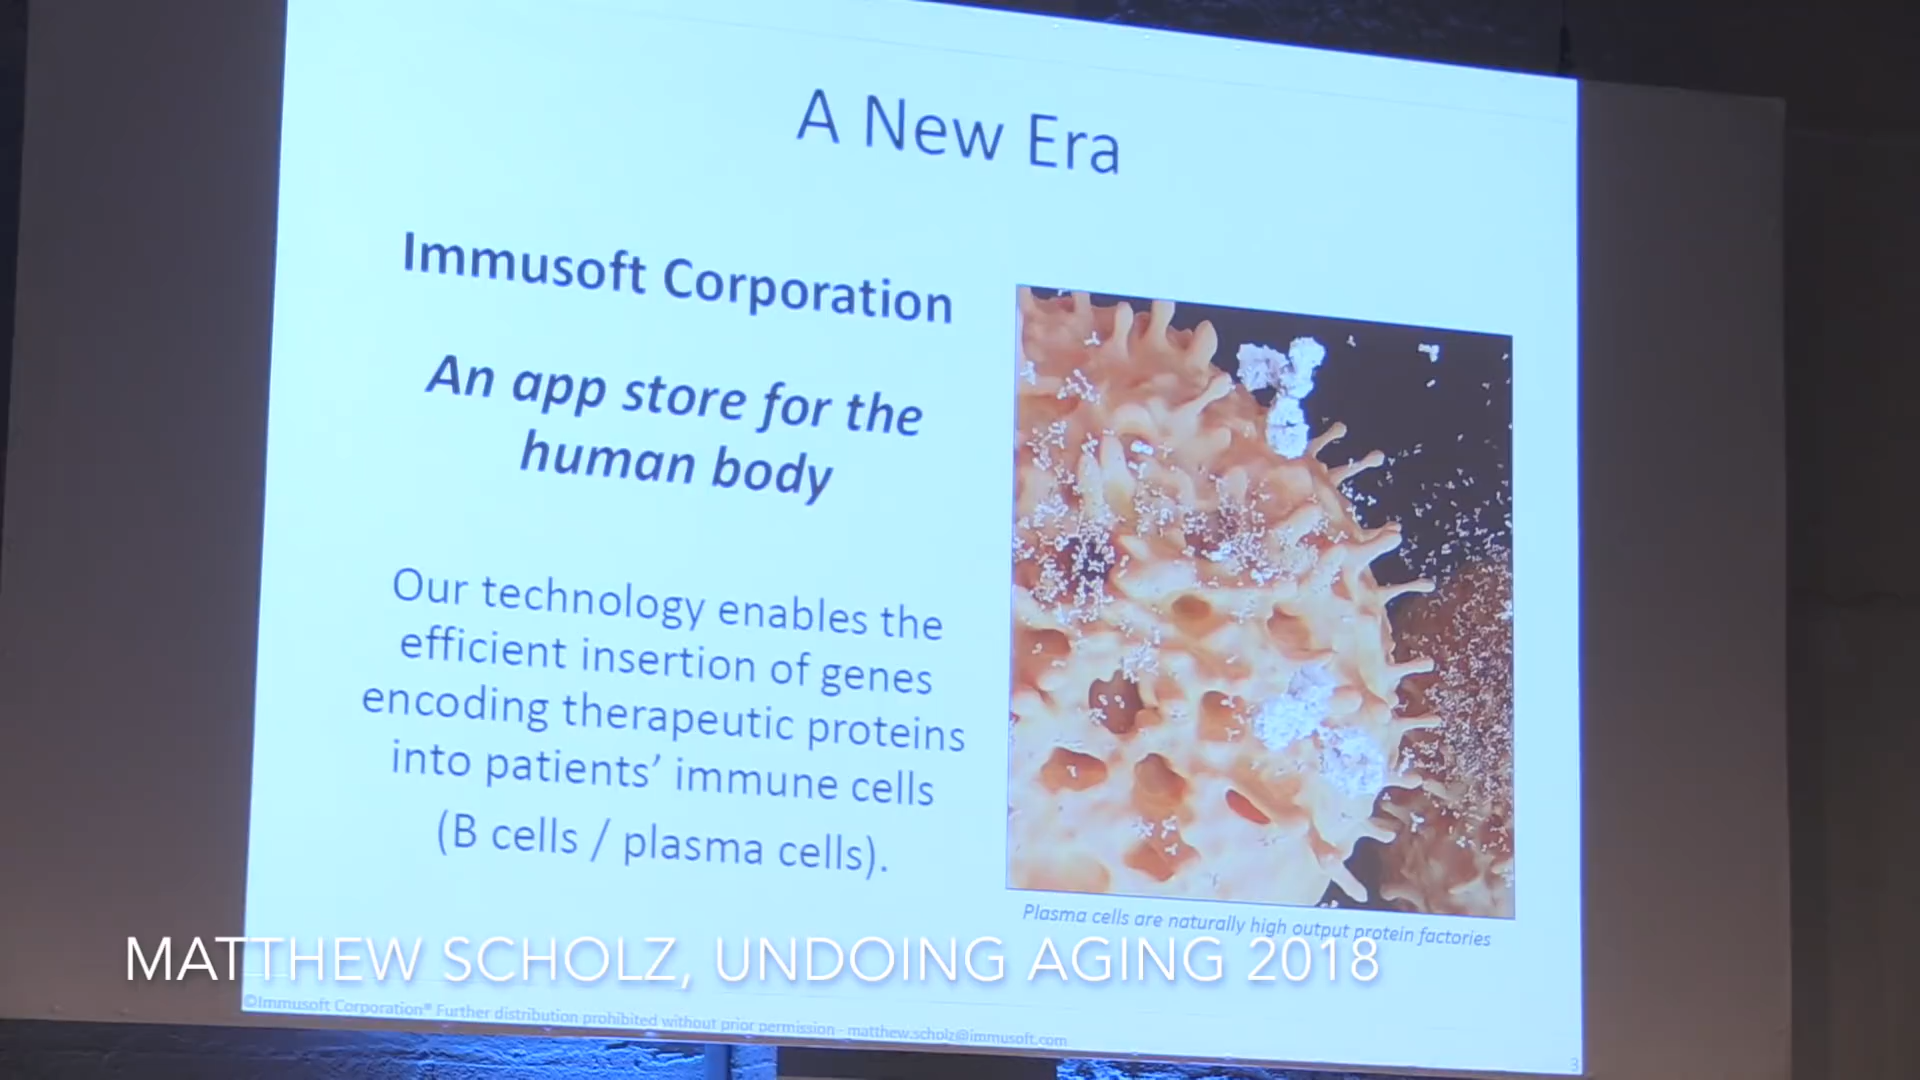 A New Era
Immusoft Corporation
An app store for the
human body
Our technology enables the
efficient insertion of genes
encoding therapeutic proteins
into patients’ immune cells
(B cells / plasma cells).
Plasma cells are naturally high output protein factories
MATTHEW SCHOLZ, UNDOING AGING 2018
©Immusoft Corporation® Further distribution prohibited without prior permission - matthew.scholz@immusoft.com
3